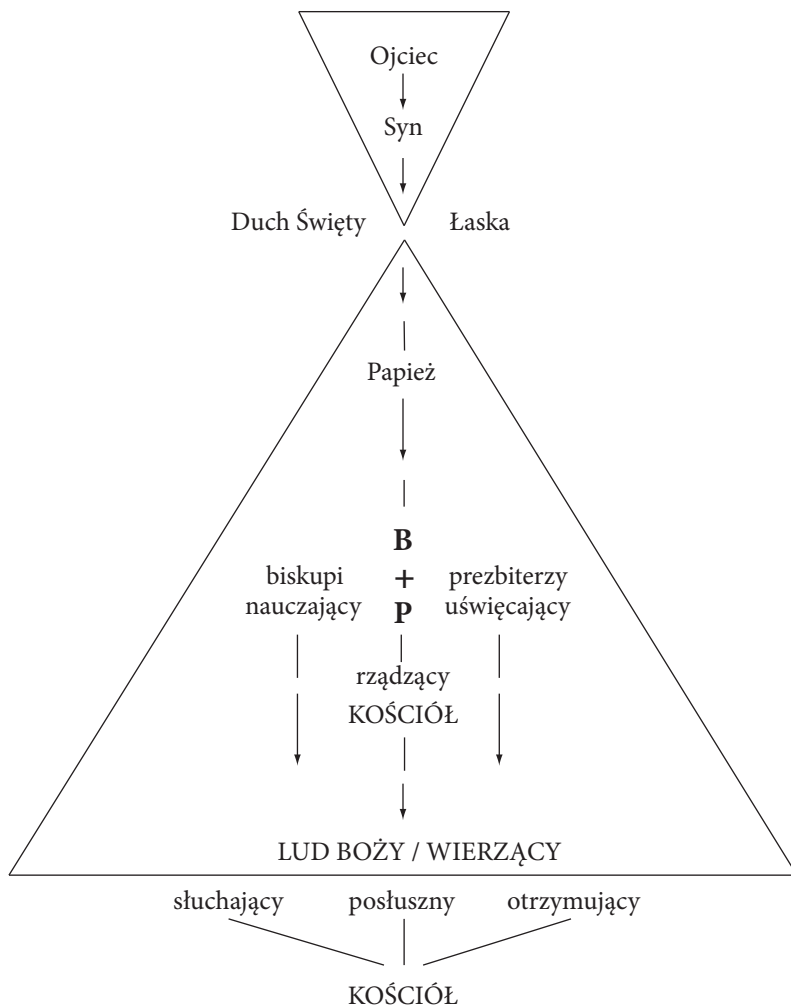 Ojciec
Syn
Duch Święty
Łaska
Papież
B
+
P
biskupi
nauczający
prezbiterzy
uświęcający
rządzący
KOŚCIÓŁ
LUD BOŻY / WIERZĄCY
słuchający
posłuszny
otrzymujący
KOŚCIÓŁ